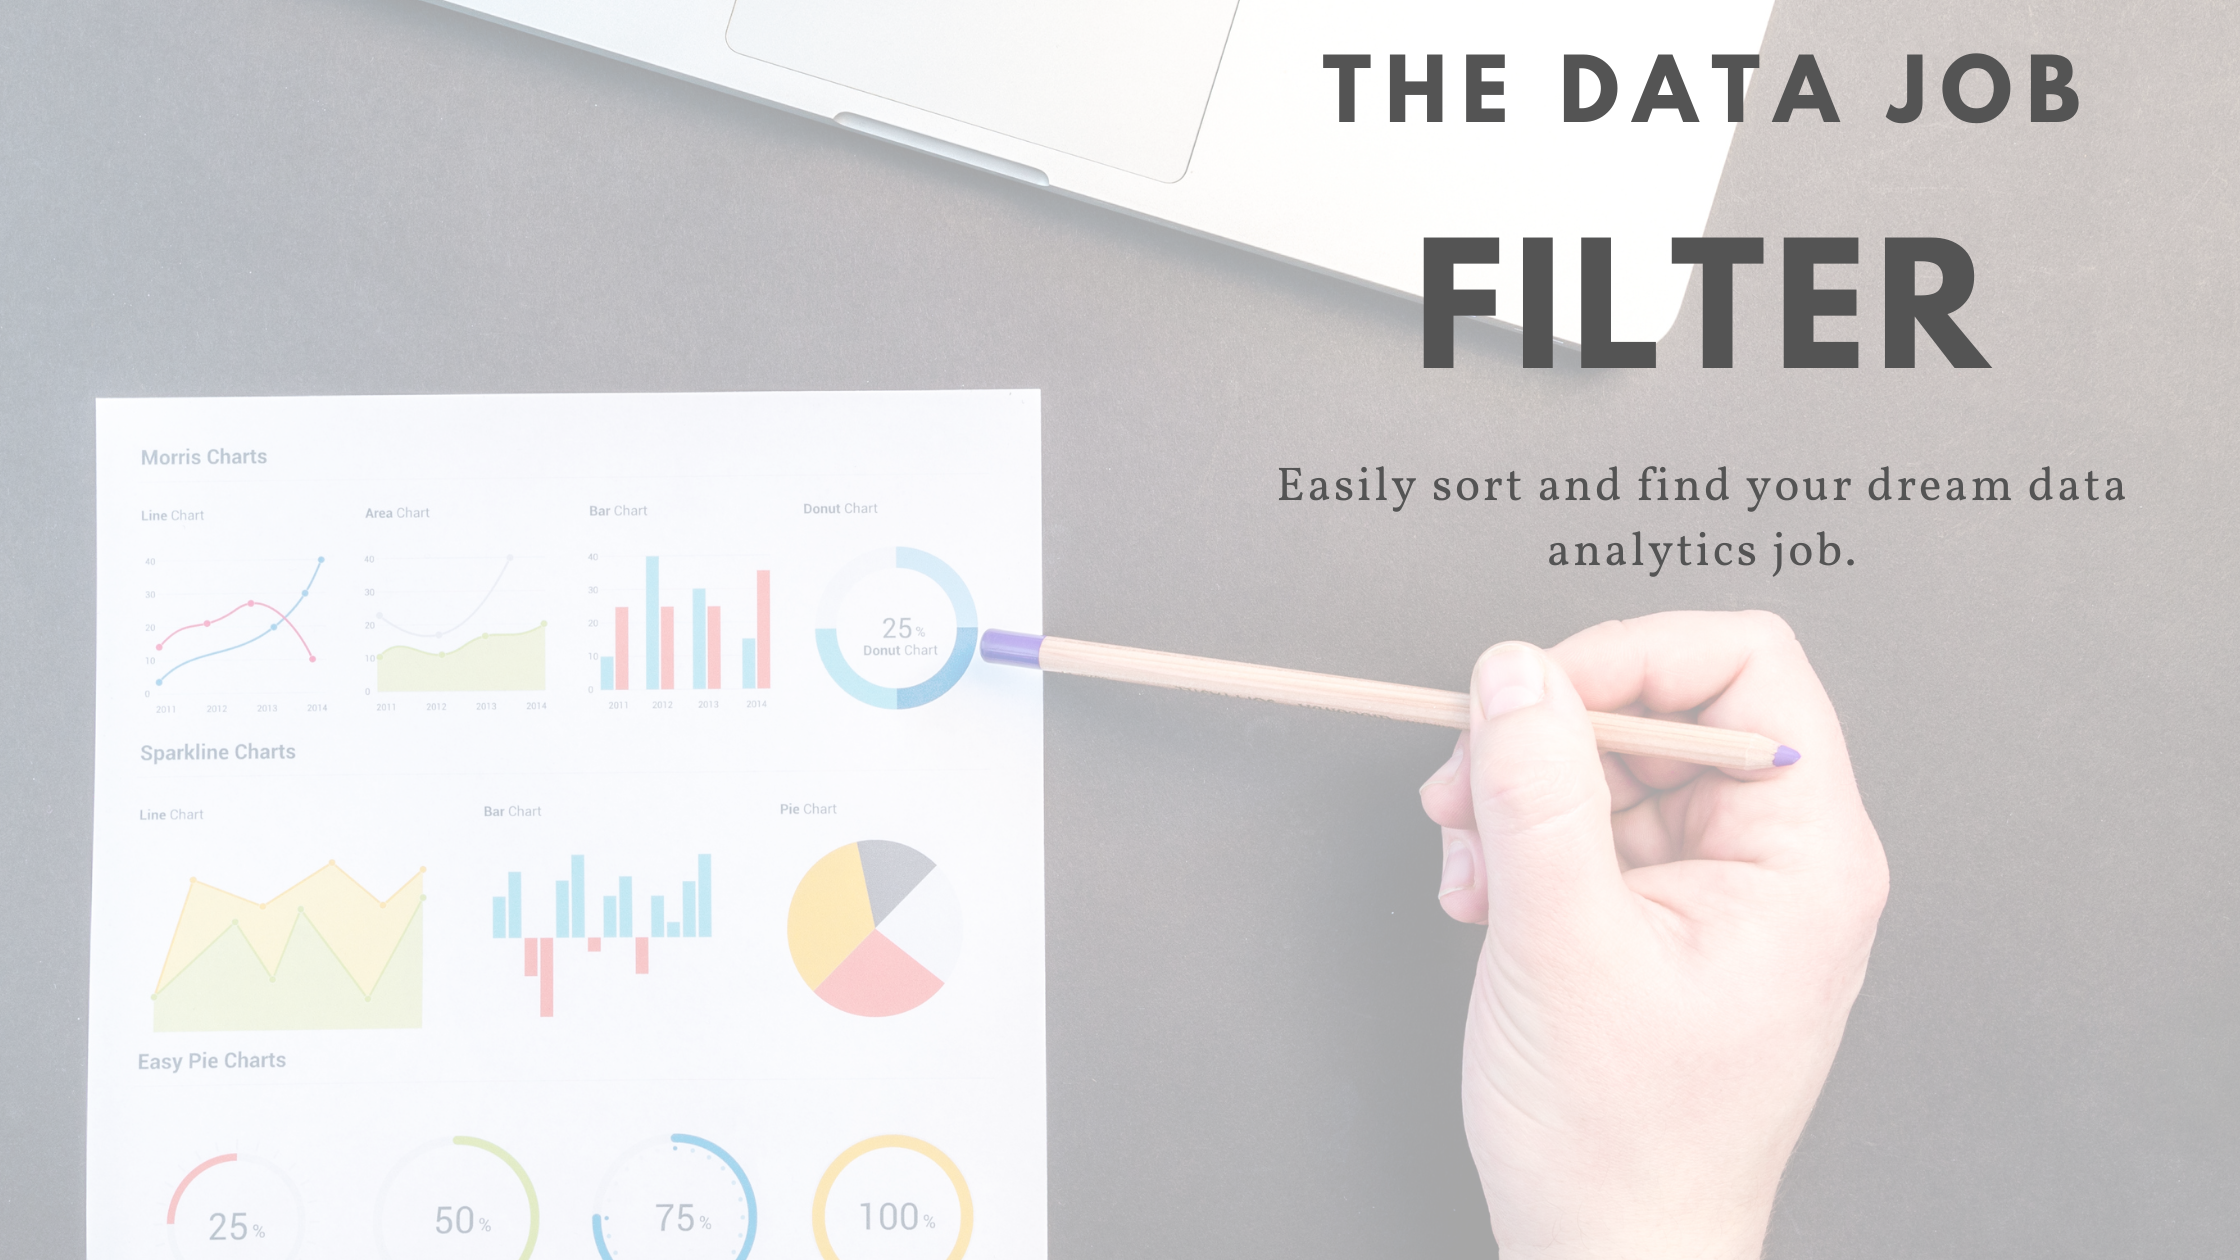 THE DATA JOB
FILTER
Easily sort and find your dream data
analytics job.
Morris Charts
Line Chart
Area Chart
Bar Chart
Donut Chart
40
30
20
10
0
2011 2012 2013 2014
40
30
20
10
0
2011 2012 2013 2014
40
30
20
10
0
2011 2012 2013 2014
25%
Donut Chart
Sparkline Charts
Line Chart
Bar Chart
Pie Chart
Easy Pie Charts
25%
50%
75%
100%